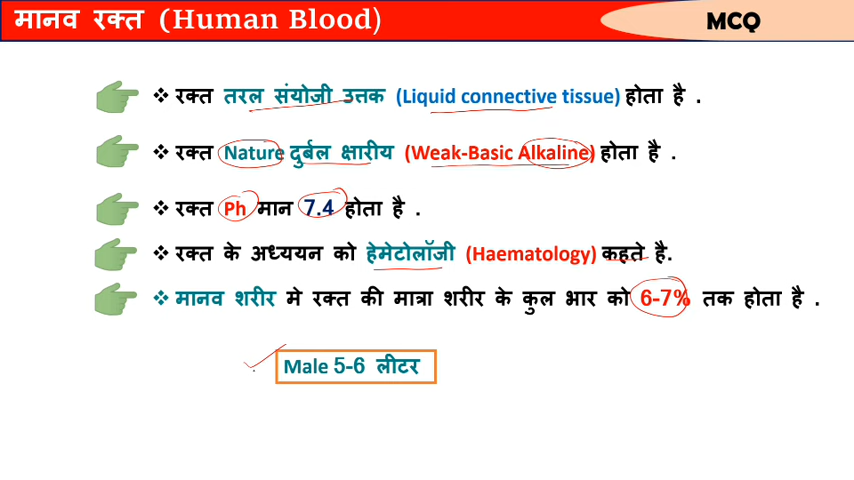 मानव रक्त (Human Blood)
MCQ
❖ रक्त तरल संयोजी उत्तक (Liquid connective tissue) होता है .
❖ रक्त Nature दुर्बल क्षारीय (Weak-Basic Alkaline) होता है .
❖ रक्त Ph मान 7.4 होता है .
❖ रक्त के अध्ययन को हेमेटोलॉजी (Haematology) कहते है.
❖ मानव शरीर मे रक्त की मात्रा शरीर के कुल भार को 6-7% तक होता है .
Male 5-6 लीटर